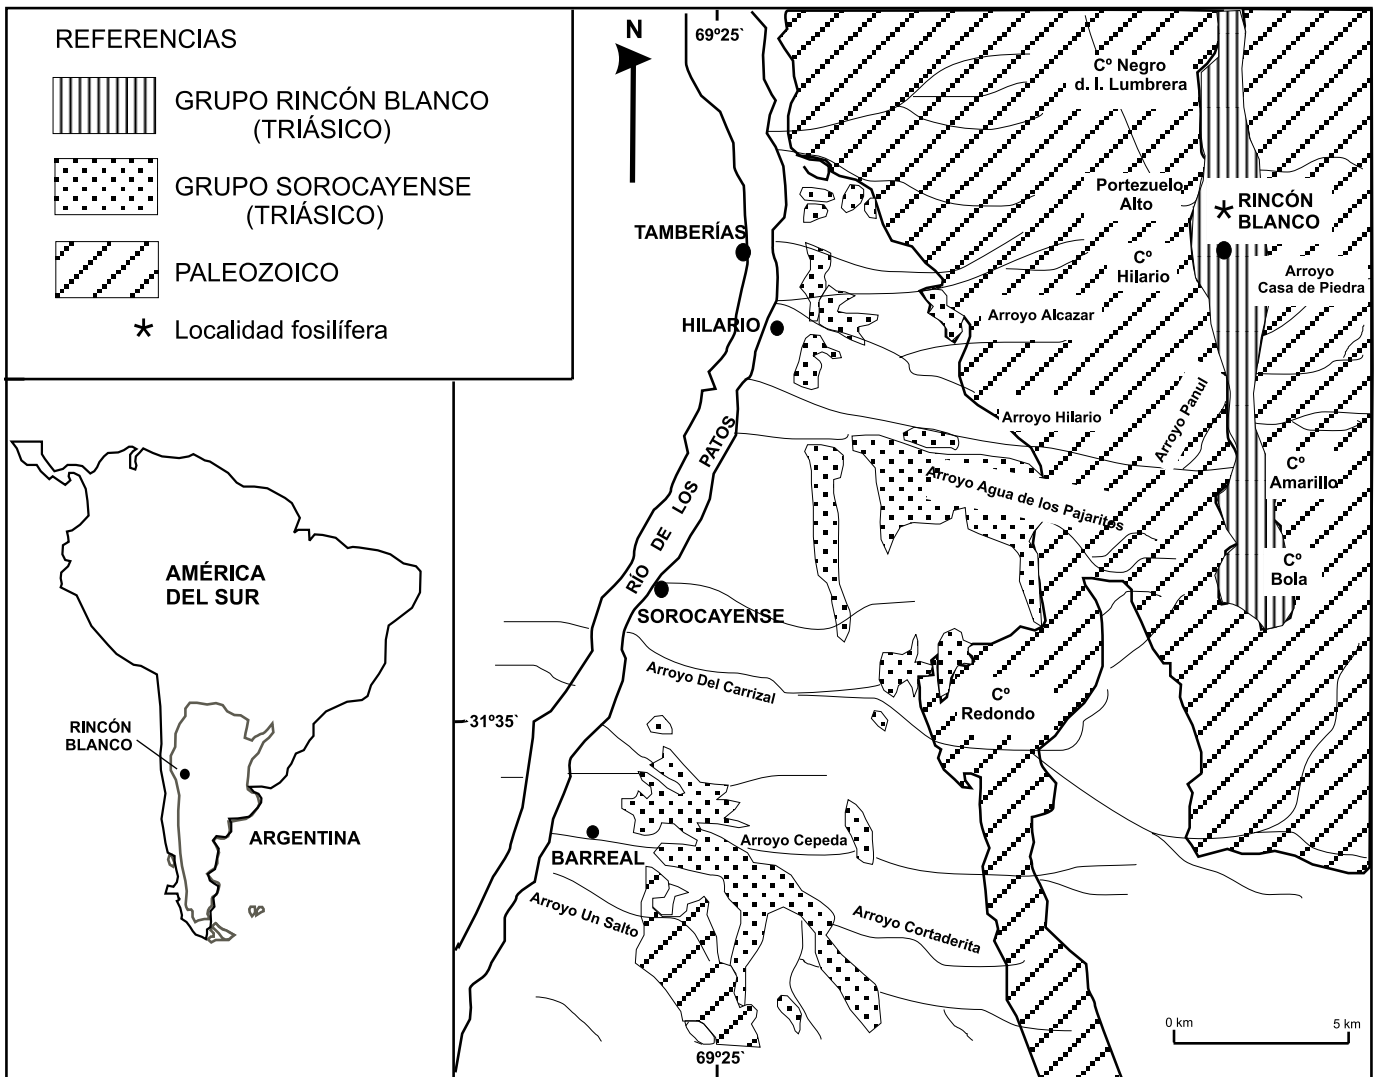 REFERENCIAS
GRUPO RINCÓN BLANCO
(TRIÁSICO)
GRUPO SOROCAYENSE
(TRIÁSICO)
PALEOZOICO
* Localidad fosilífera
AMÉRICA
DEL SUR
RINCÓN
BLANCO
ARGENTINA
N
69º25`
Cº Negro
d. l. Lumbrera
Portezuelo
Alto
* RINCÓN
BLANCO
TAMBERÍAS
Cº
Hilario
Arroyo
Casa de Piedra
HILARIO
Arroyo Alcazar
Arroyo Hilario
Arroyo Panul
RÍO DE LOS PATOS
Cº
Amarillo
Arroyo Agua de los Pajaritos
Cº
Bola
SOROCAYENSE
Arroyo Del Carrizal
Cº
Redondo
31º35`
Arroyo Cepeda
BARREAL
Arroyo Un Salto
Arroyo Cortaderita
0 km 5 km
69º25`